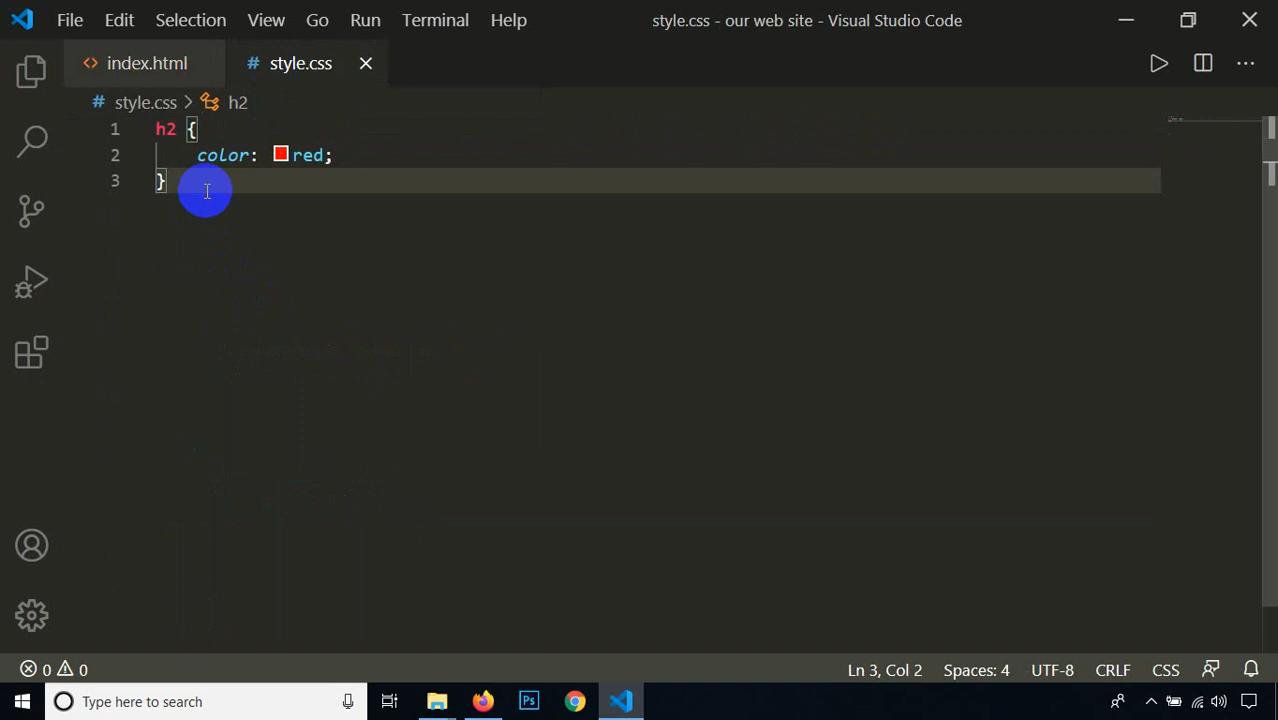 File Edit Selection View Go Run Terminal Help style.css - our web site - Visual Studio Code
<> index.html # style.css
# style.css > h2
1 h2 {
2 color: red;
3 }
0 0 Ln 3, Col 2 Spaces: 4 UTF-8 CRLF CSS
Type here to search Ps